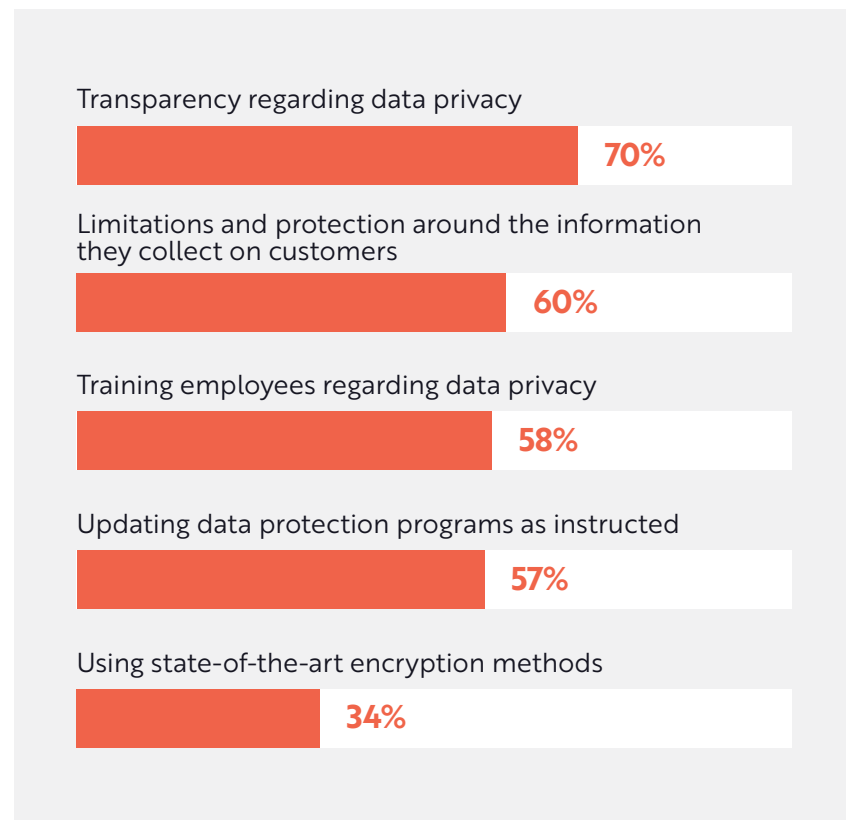 Transparency regarding data privacy
70%
Limitations and protection around the information
they collect on customers
60%
Training employees regarding data privacy
58%
Updating data protection programs as instructed
57%
Using state-of-the-art encryption methods
34%